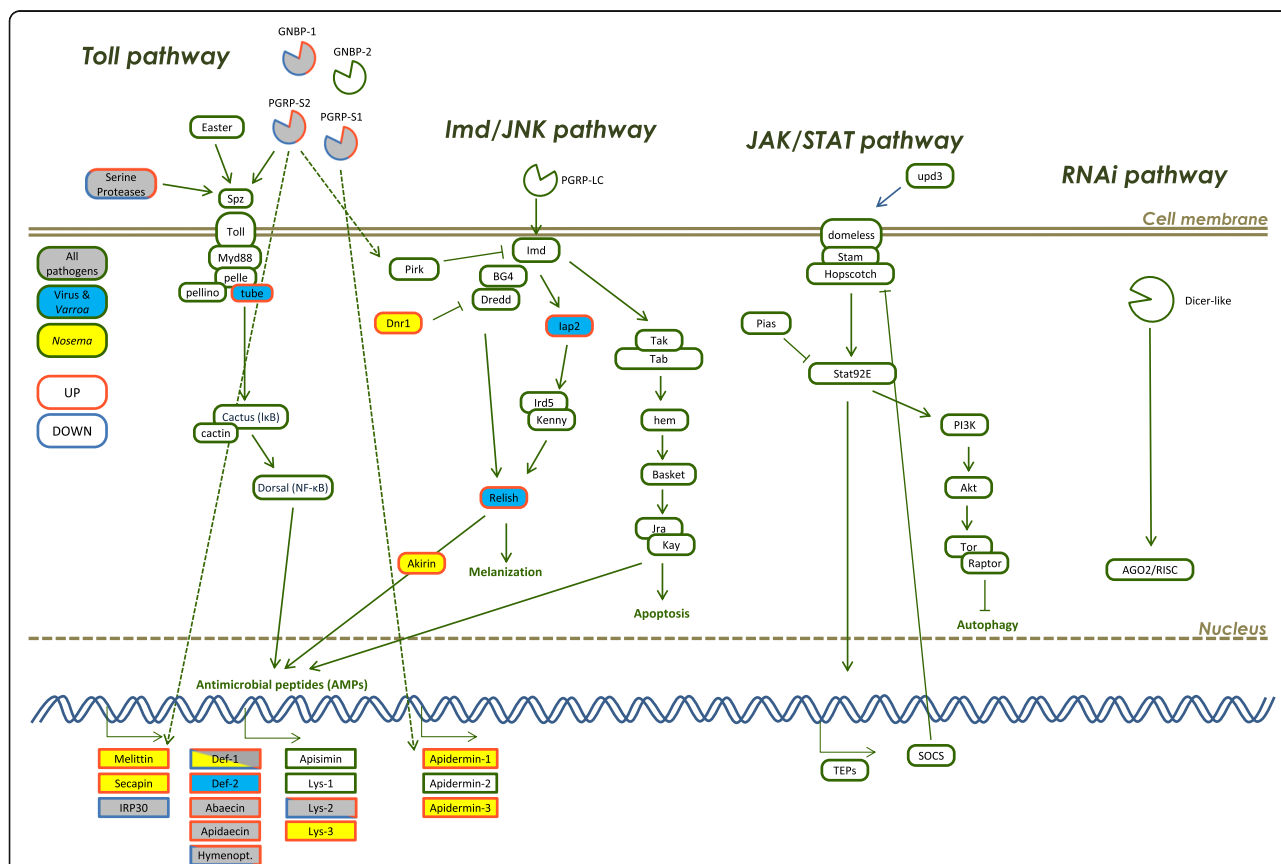 Toll pathway
GNBP-1
GNBP-2
PGRP-S2
PGRP-S1
Easter
Serine
Proteases
Spz
Imd/JNK pathway
PGRP-LC
JAK/STAT pathway
upd3
RNAi pathway
Cell membrane
Toll
Myd88
pelle
pellino
tube
All
pathogens
Virus &
Varroa
Nosema
UP
DOWN
Cactus (IκB)
cactin
Dorsal (NF-κB)
Pirk
Imd
BG4
Dredd
Dnr1
Iap2
Tak
Tab
Ird5
Kenny
hem
Basket
Relish
Jra
Kay
Akirin
Melanization
Apoptosis
domeless
Stam
Hopscotch
Pias
Stat92E
PI3K
Akt
Tor
Raptor
Autophagy
Dicer-like
AGO2/RISC
Nucleus
Antimicrobial peptides (AMPs)
Melittin
Secapin
IRP30
Def-1
Def-2
Abaecin
Apidaecin
Hymenopt.
Apisimin
Lys-1
Lys-2
Lys-3
Apidermin-1
Apidermin-2
Apidermin-3
TEPs
SOCS